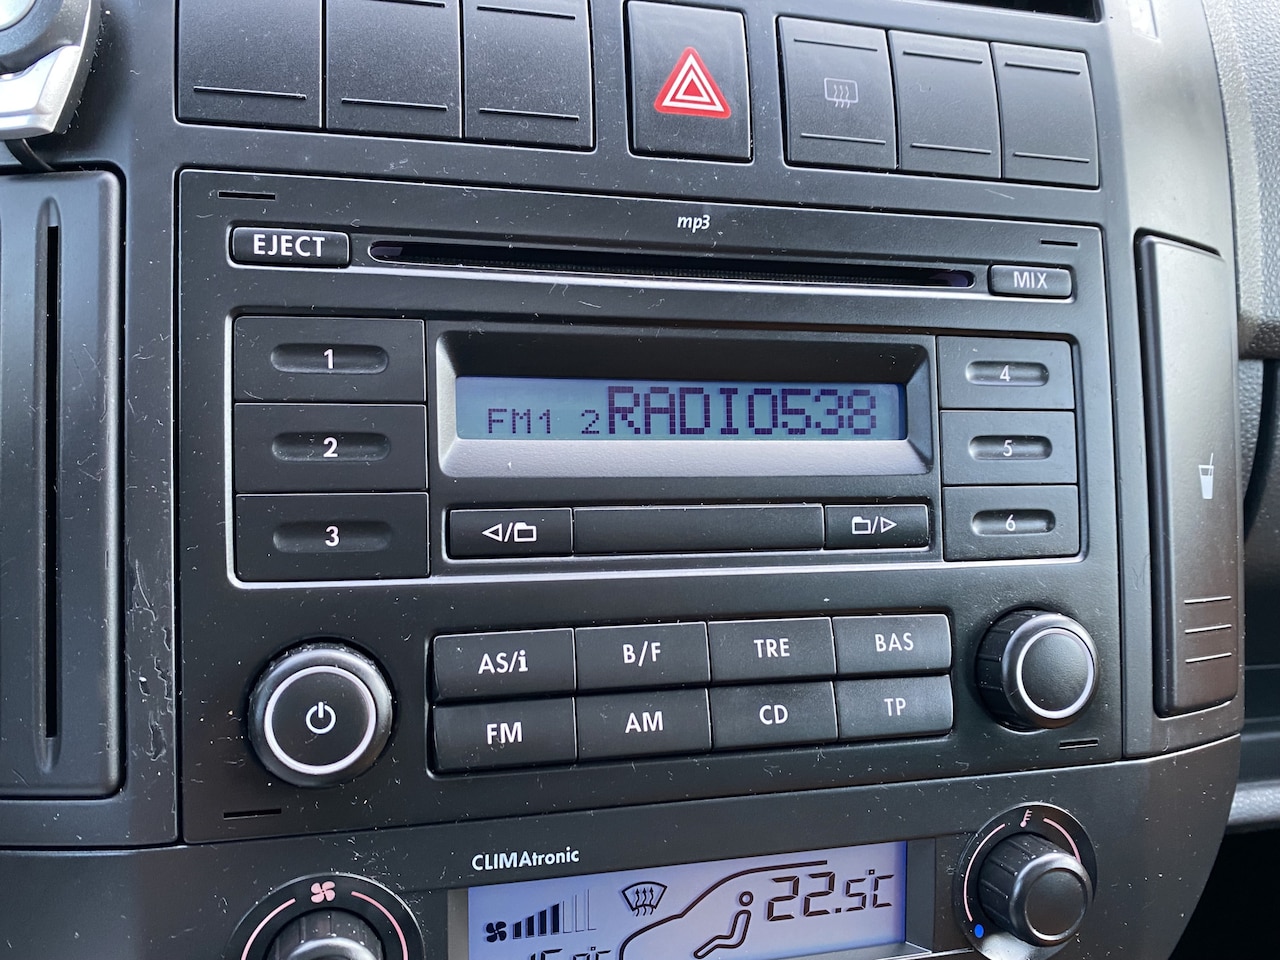 mp3
EJECT
MIX
1
4
FM1 2RADIO538
2
5
3
6
AS/i
B/F
TRE
BAS
FM
AM
CD
TP
CLIMAtronic
22.5°C